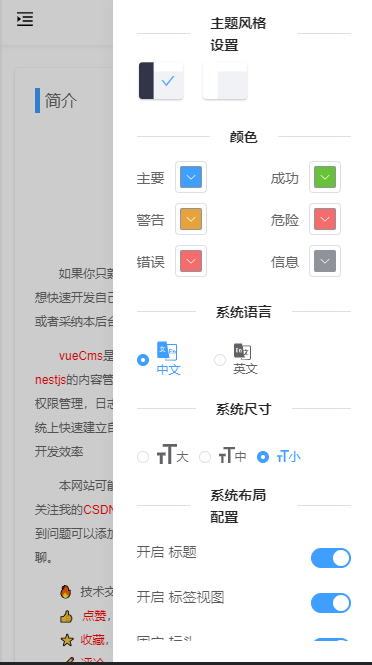 主题风格
设置
简介
颜色
主要
成功
警告
危险
错误
信息
如果你只
想快速开发自己
或者采纳本后台
系统语言
中文
英文
vueCms是
nestjs的内容管
权限管理，日志
统上快速建立自
开发效率
系统尺寸
大
中
小
本网站可能
关注我的CSDN
到问题可以添加
聊。
系统布局
配置
开启 标题
技术交
开启 标签视图
点赞，
收藏，
评论